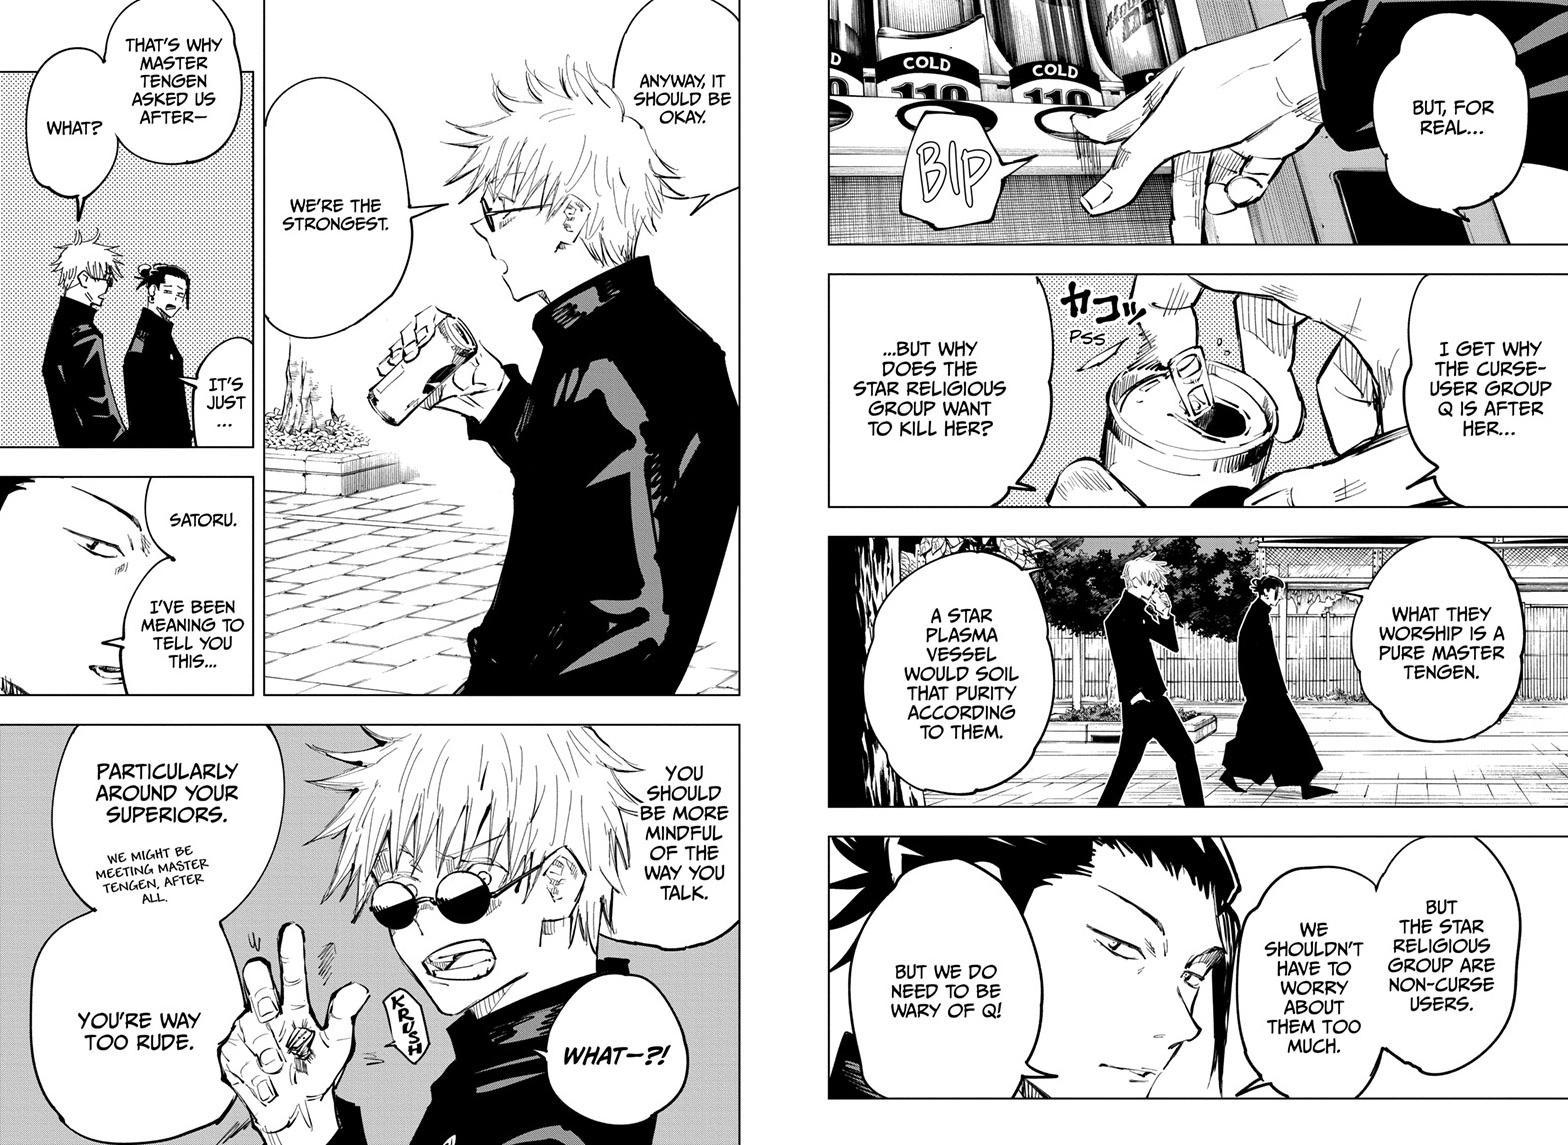 BUT, FOR
REAL...
COLD
110
COLD
110
BIP
I GET WHY
THE CURSE-
USER GROUP
Q IS AFTER
HER...
カコッ
PSS
...BUT WHY
DOES THE
STAR RELIGIOUS
GROUP WANT
TO KILL HER?
WHAT THEY
WORSHIP IS A
PURE MASTER
TENGEN.
A STAR
PLASMA
VESSEL
WOULD SOIL
THAT PURITY
ACCORDING
TO THEM.
BUT
THE STAR
RELIGIOUS
GROUP ARE
NON-CURSE
USERS.
WE
SHOULDN'T
HAVE TO
WORRY
ABOUT
THEM TOO
MUCH.
BUT WE DO
NEED TO BE
WARY OF Q!
ANYWAY, IT
SHOULD BE
OKAY.
WE'RE THE
STRONGEST.
THAT'S WHY
MASTER
TENGEN
ASKED US
AFTER—
WHAT?
IT'S
JUST
...
SATORU.
I'VE BEEN
MEANING TO
TELL YOU
THIS...
YOU
SHOULD
BE MORE
MINDFUL
OF THE
WAY YOU
TALK.
PARTICULARLY
AROUND YOUR
SUPERIORS.
WE MIGHT BE
MEETING MASTER
TENGEN, AFTER
ALL.
YOU'RE WAY
TOO RUDE.
KRUSH
WHAT—?!